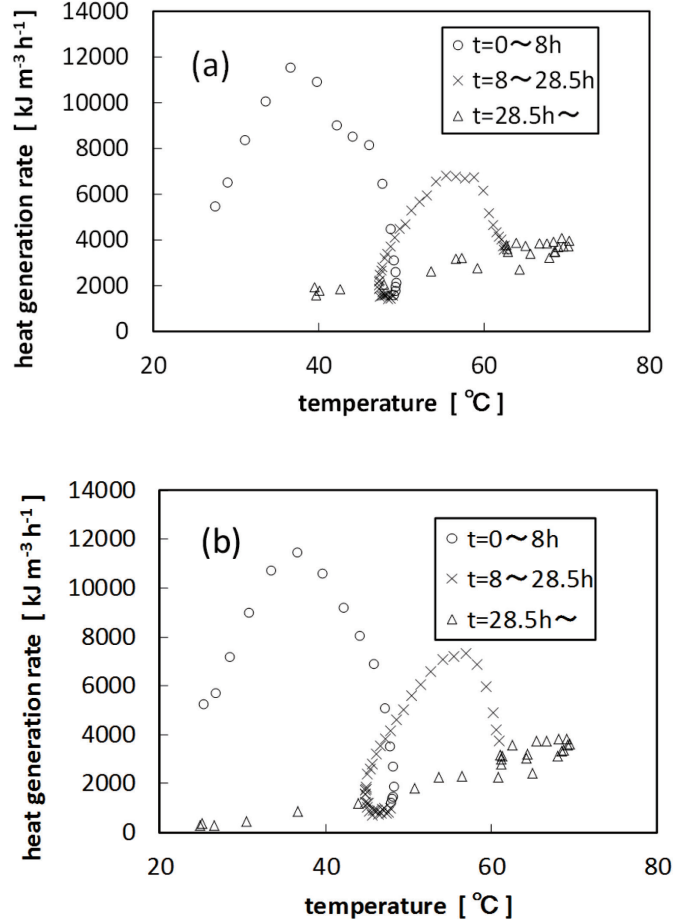 14000
12000
10000
8000
6000
4000
2000
0
heat generation rate [ kJ m⁻³ h⁻¹ ]
(a)
○ t=0～8h
× t=8～28.5h
△ t=28.5h～
20 40 60 80
temperature [ ℃ ]
14000
12000
10000
8000
6000
4000
2000
0
heat generation rate [ kJ m⁻³ h⁻¹ ]
(b)
○ t=0～8h
× t=8～28.5h
△ t=28.5h～
20 40 60 80
temperature [ ℃ ]